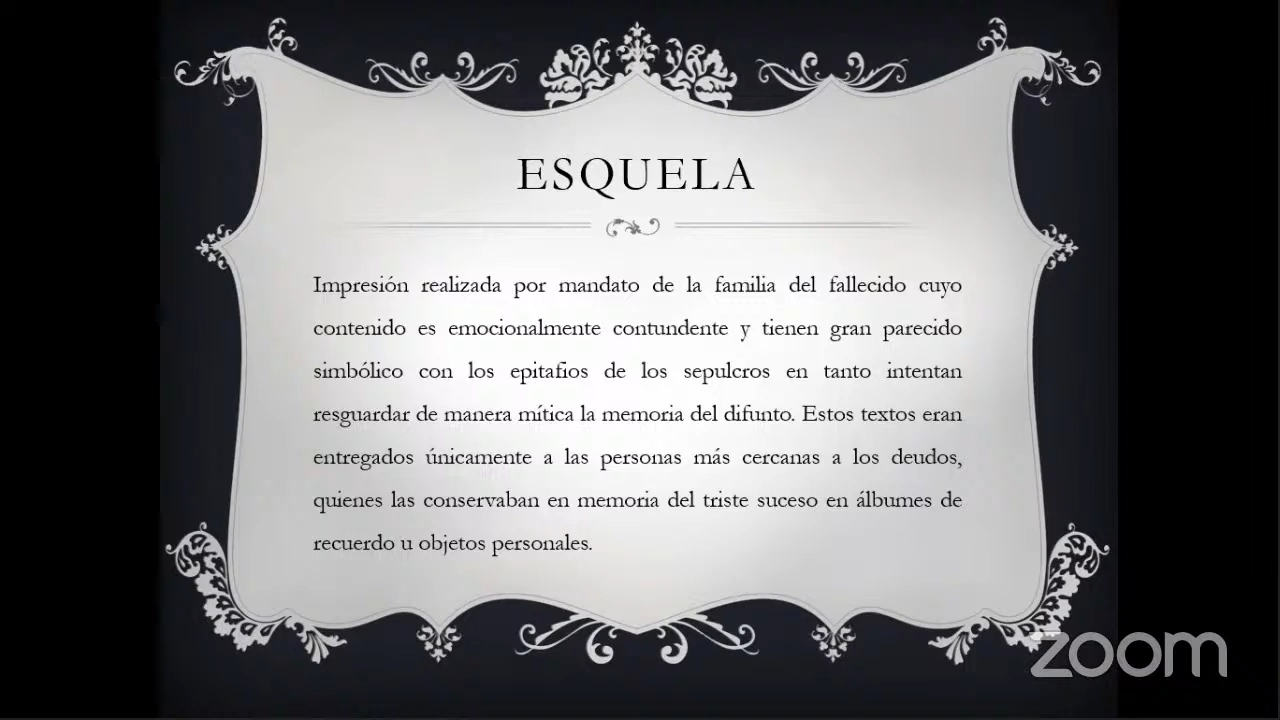 ESQUELA
Impresión realizada por mandato de la familia del fallecido cuyo
contenido es emocionalmente contundente y tienen gran parecido
simbólico con los epitafios de los sepulcros en tanto intentan
resguardar de manera mítica la memoria del difunto. Estos textos eran
entregados únicamente a las personas más cercanas a los deudos,
quienes las conservaban en memoria del triste suceso en álbumes de
recuerdo u objetos personales.
zoom